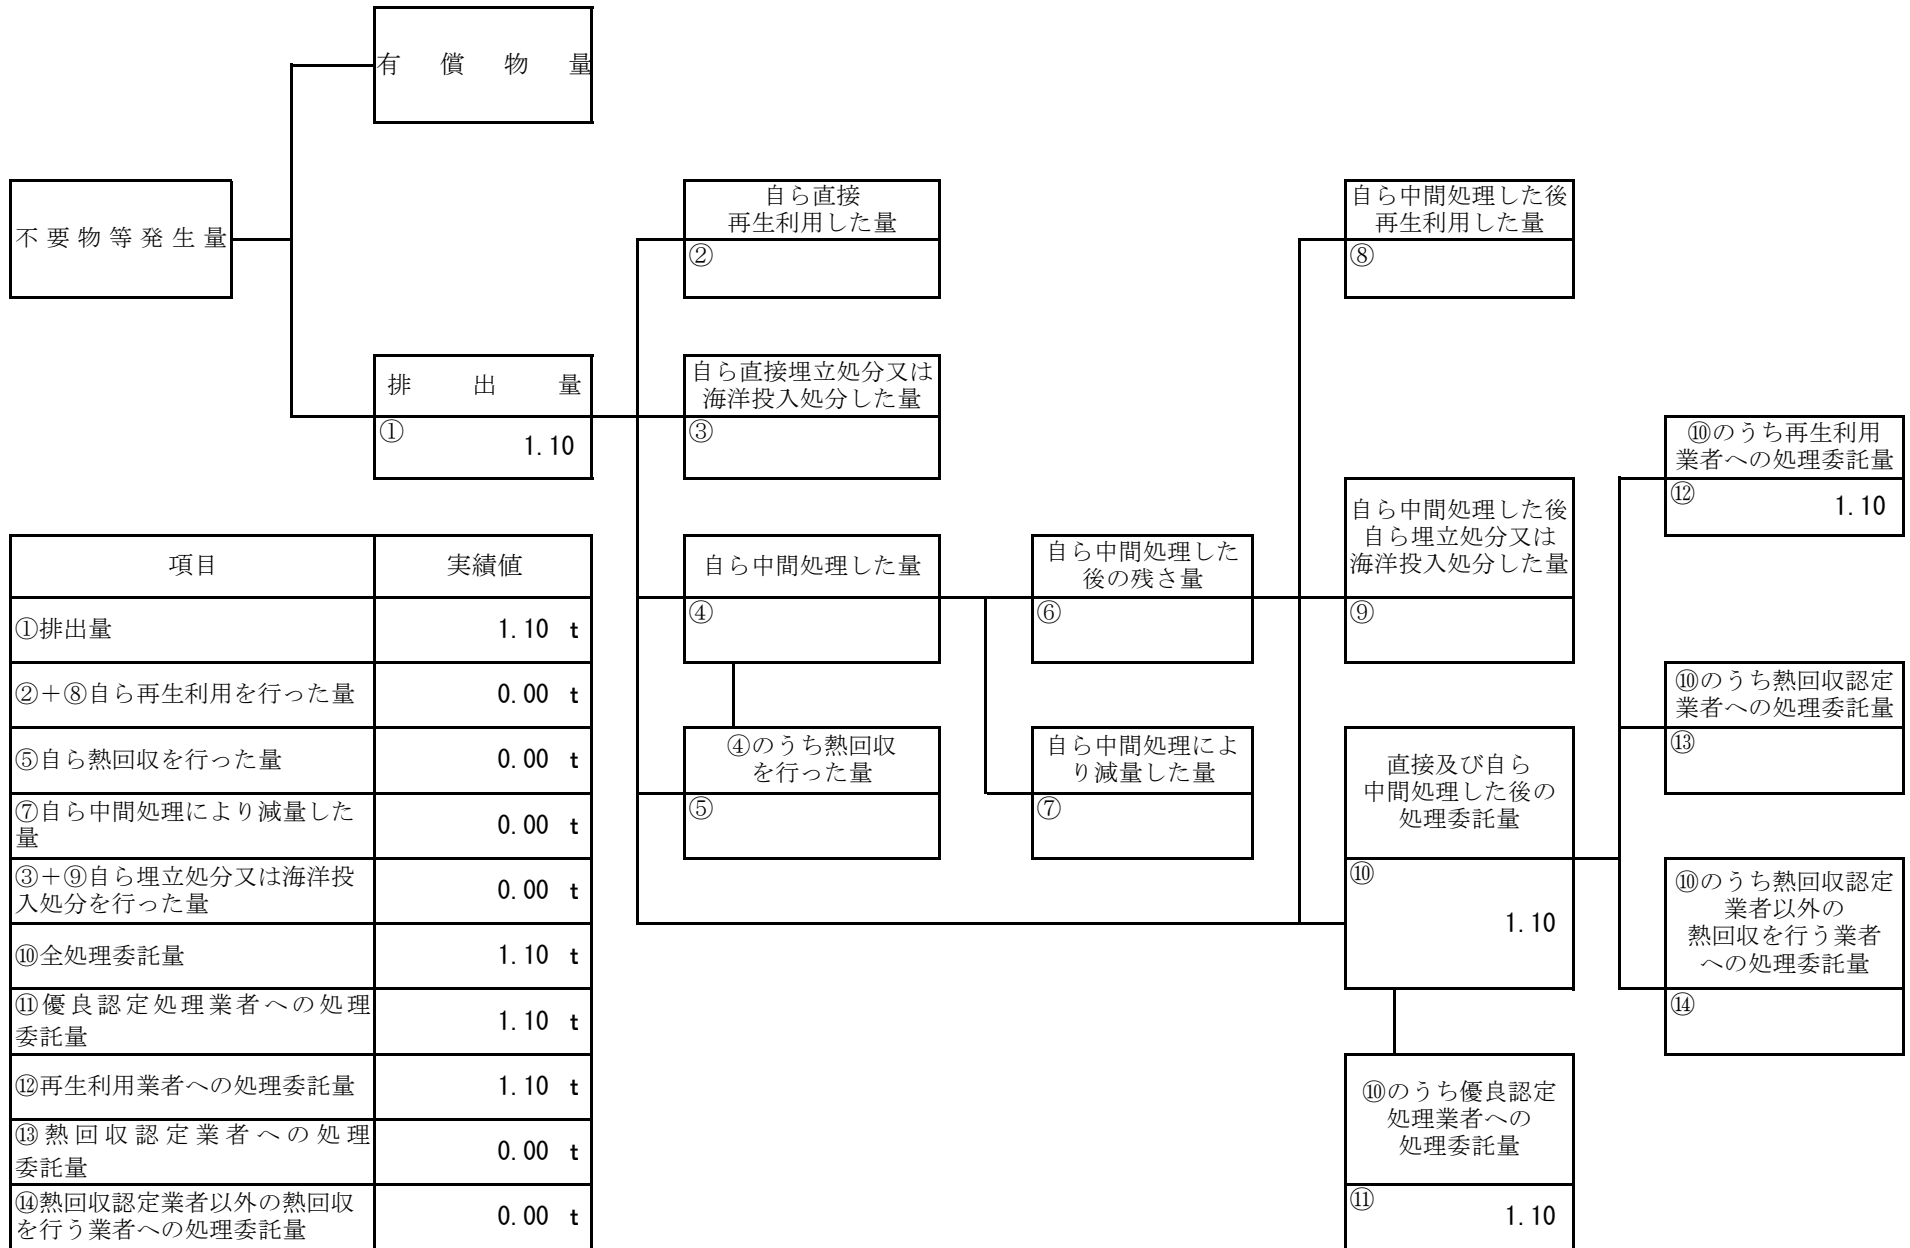 有償物量
不要物等発生量
自ら直接
再生利用した量
②
自ら中間処理した後
再生利用した量
⑧
排出量
①
1.10
自ら直接埋立処分又は
海洋投入処分した量
③
⑩のうち再生利用
業者への処理委託量
⑫
1.10
自ら中間処理した後
自ら埋立処分又は
海洋投入処分した量
⑨
自ら中間処理した量
④
自ら中間処理した
後の残さ量
⑥
⑩のうち熱回収認定
業者への処理委託量
⑬
④のうち熱回収
を行った量
⑤
自ら中間処理によ
り減量した量
⑦
直接及び自ら
中間処理した後の
処理委託量
⑩
1.10
⑩のうち熱回収認定
業者以外の
熱回収を行う業者
への処理委託量
⑭
⑩のうち優良認定
処理業者への
処理委託量
⑪
1.10
項目 実績値
①排出量 1.10 t
②＋⑧自ら再生利用を行った量 0.00 t
⑤自ら熱回収を行った量 0.00 t
⑦自ら中間処理により減量した
量 0.00 t
③＋⑨自ら埋立処分又は海洋投
入処分を行った量 0.00 t
⑩全処理委託量 1.10 t
⑪優良認定処理業者への処理
委託量 1.10 t
⑫再生利用業者への処理委託量 1.10 t
⑬熱回収認定業者への処理
委託量 0.00 t
⑭熱回収認定業者以外の熱回収
を行う業者への処理委託量 0.00 t